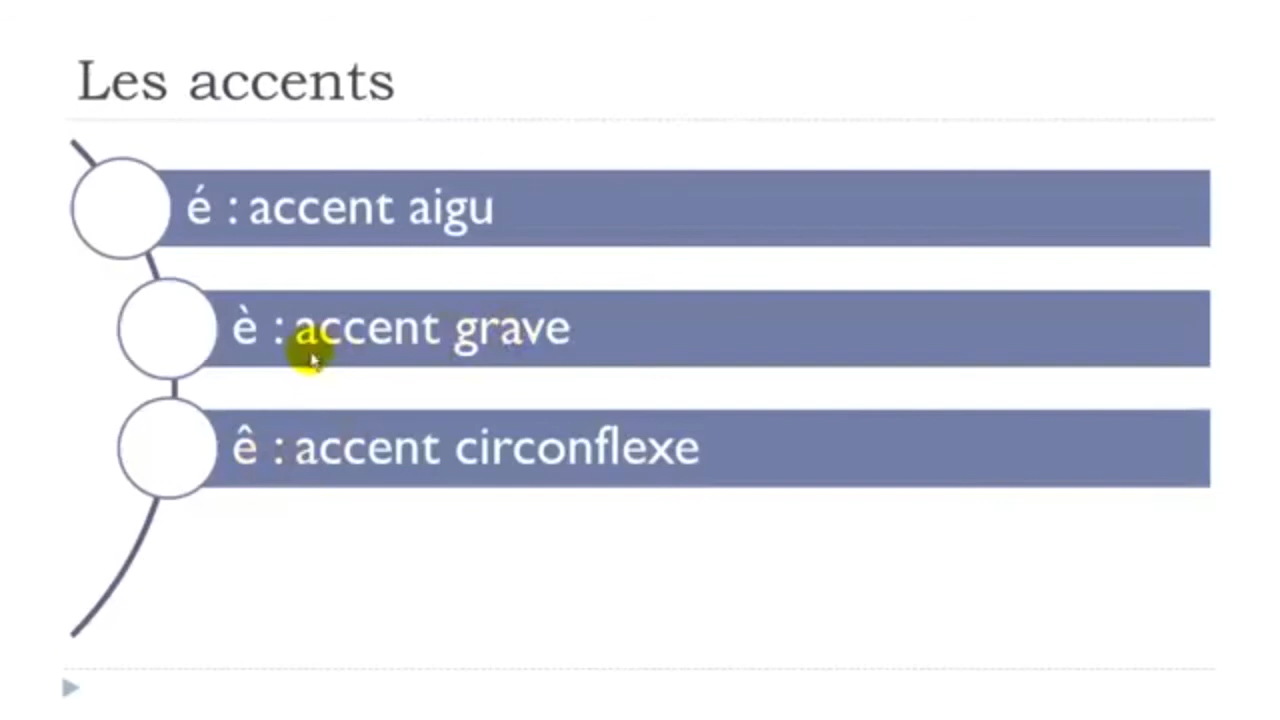 Les accents
é : accent aigu
è : accent grave
ê : accent circonflexe